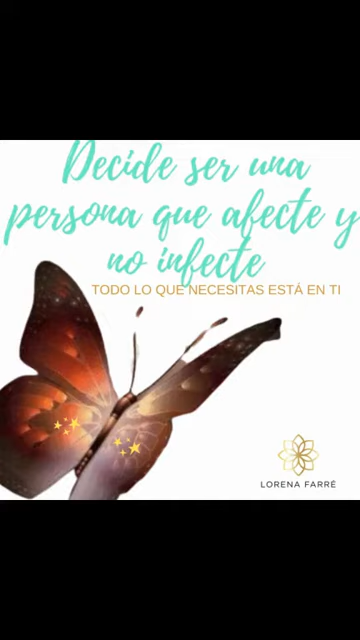 Decide ser una
persona que afecte y
no infecte
TODO LO QUE NECESITAS ESTÁ EN TI
LORENA FARRÉ